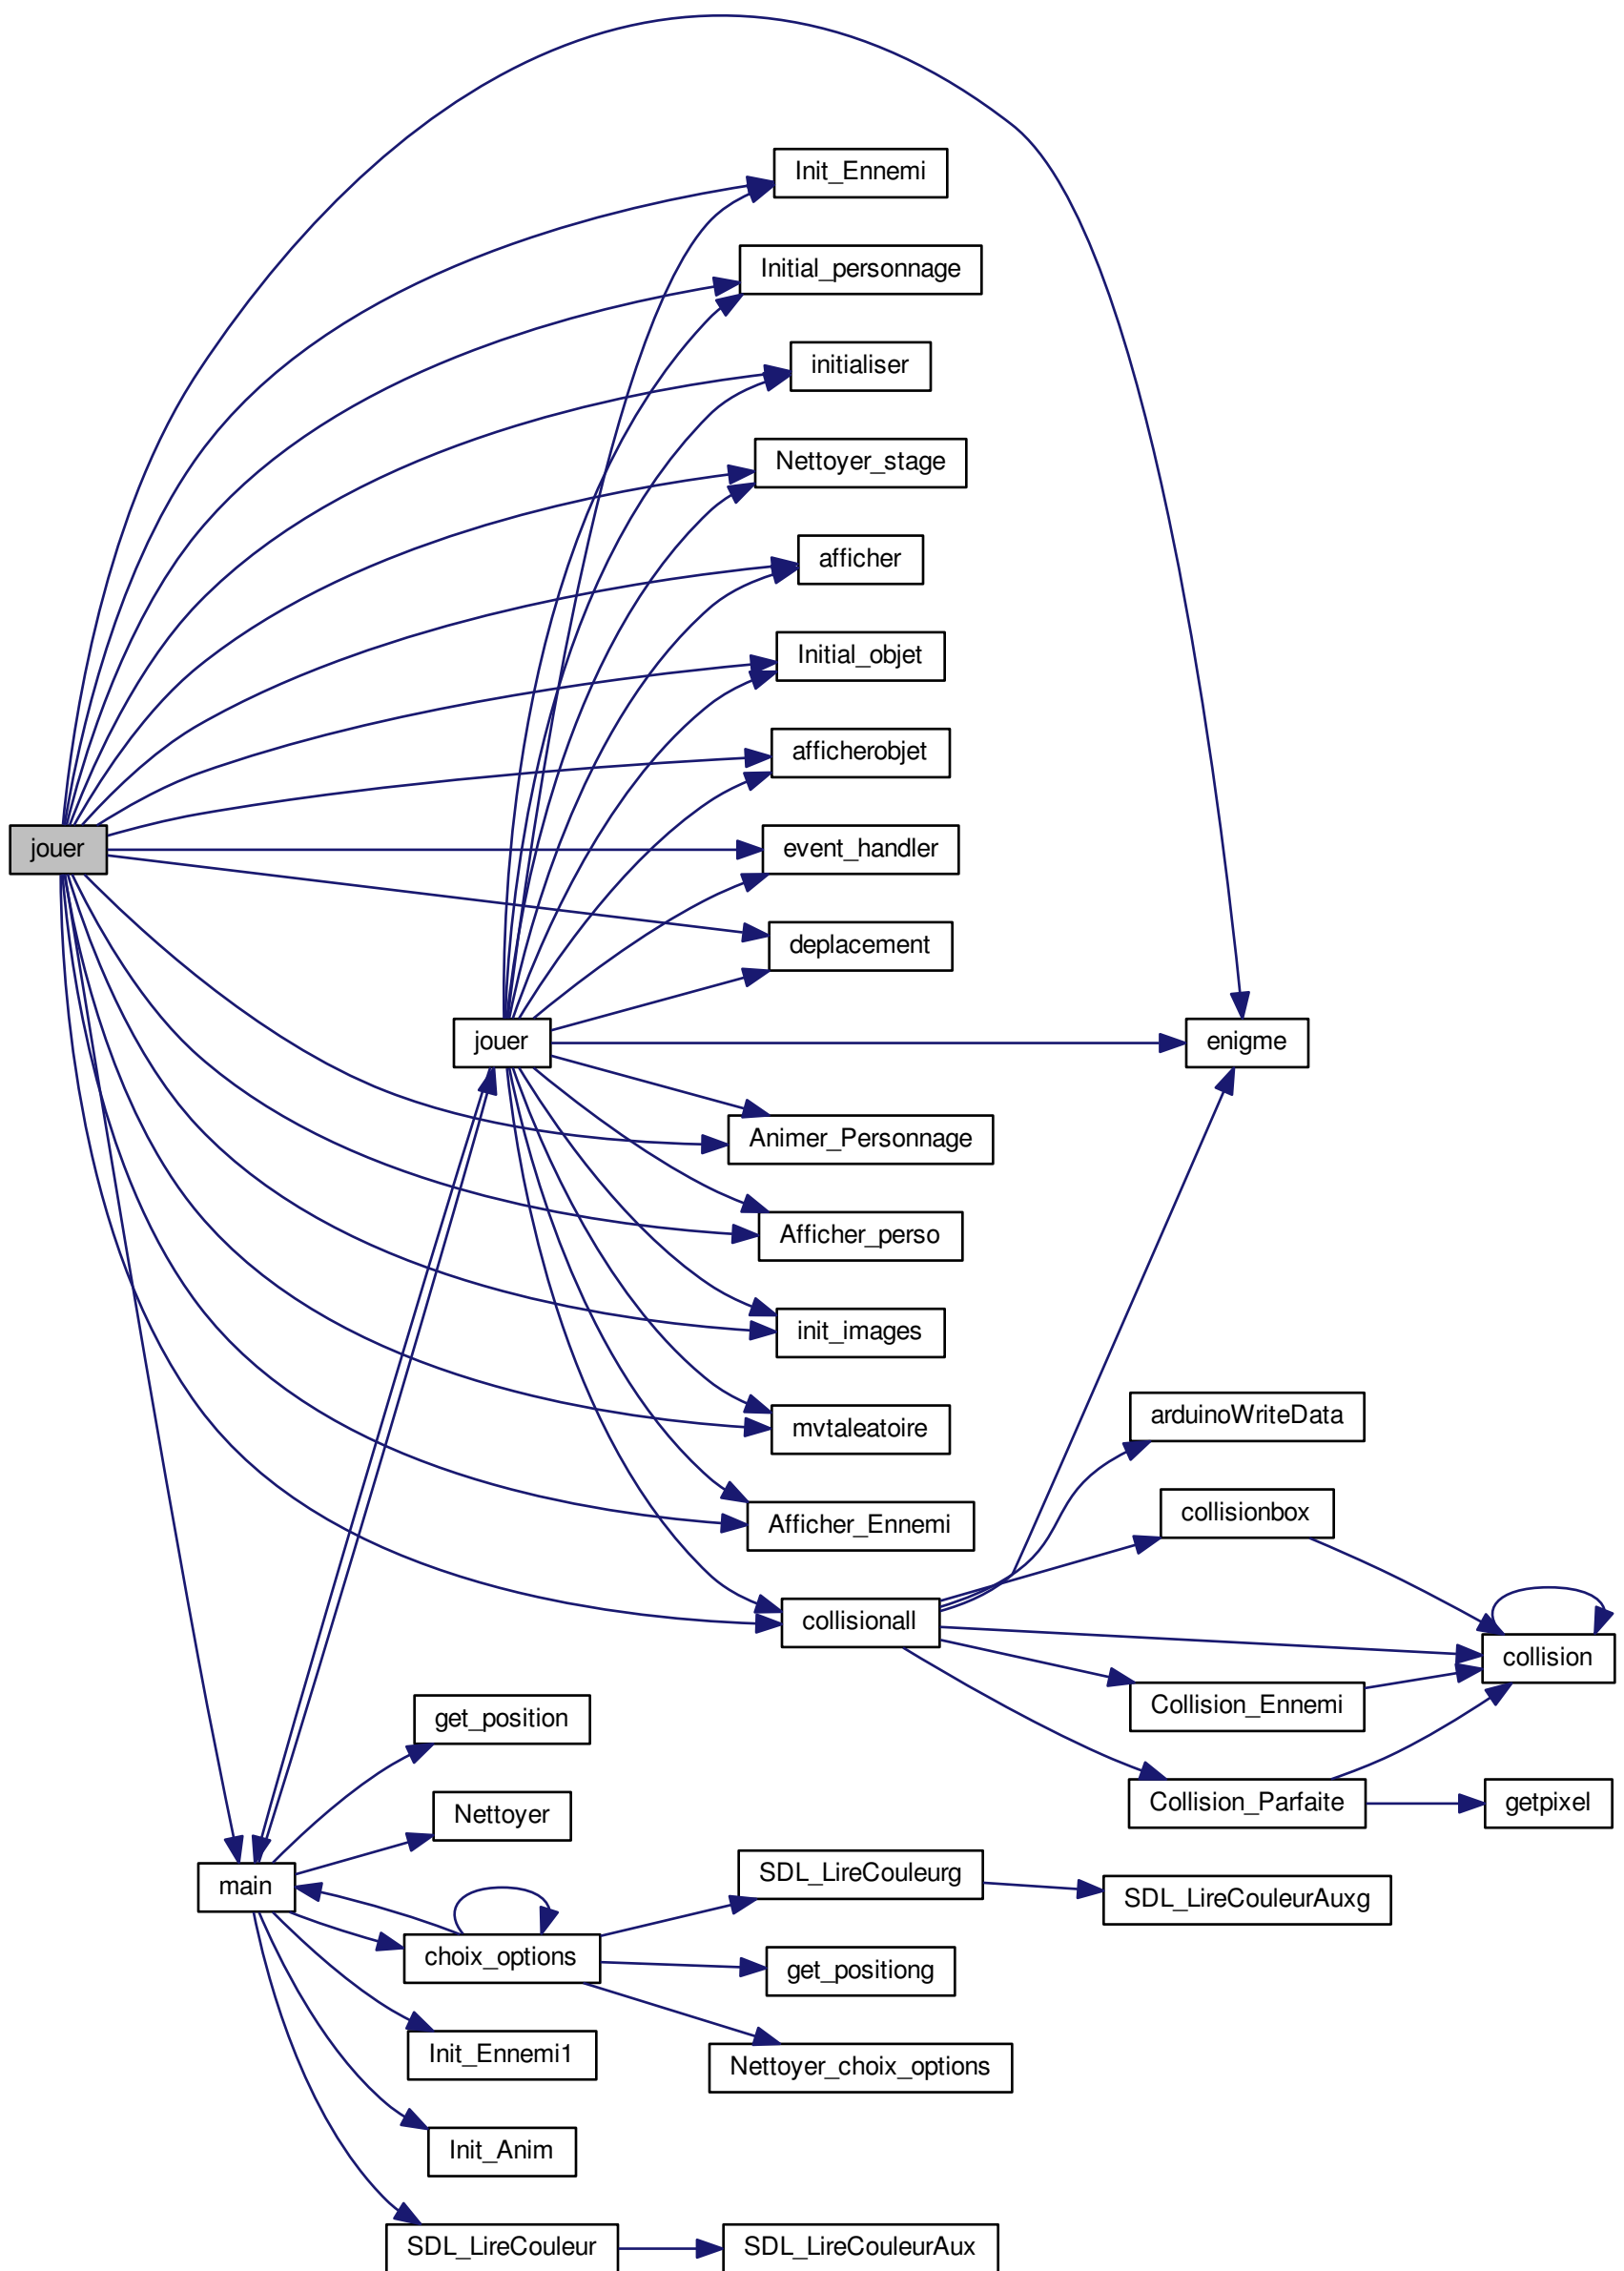 Init_Ennemi
Initial_personnage
initialiser
Nettoyer_stage
afficher
Initial_objet
afficherobjet
jouer
event_handler
deplacement
jouer
enigme
Animer_Personnage
Afficher_perso
init_images
mvtaleatoire
arduinoWriteData
collisionbox
Afficher_Ennemi
collisionall
collision
Collision_Ennemi
get_position
Collision_Parfaite
getpixel
Nettoyer
SDL_LireCouleurg
main
SDL_LireCouleurAuxg
choix_options
get_positiong
Init_Ennemi1
Nettoyer_choix_options
Init_Anim
SDL_LireCouleur
SDL_LireCouleurAux